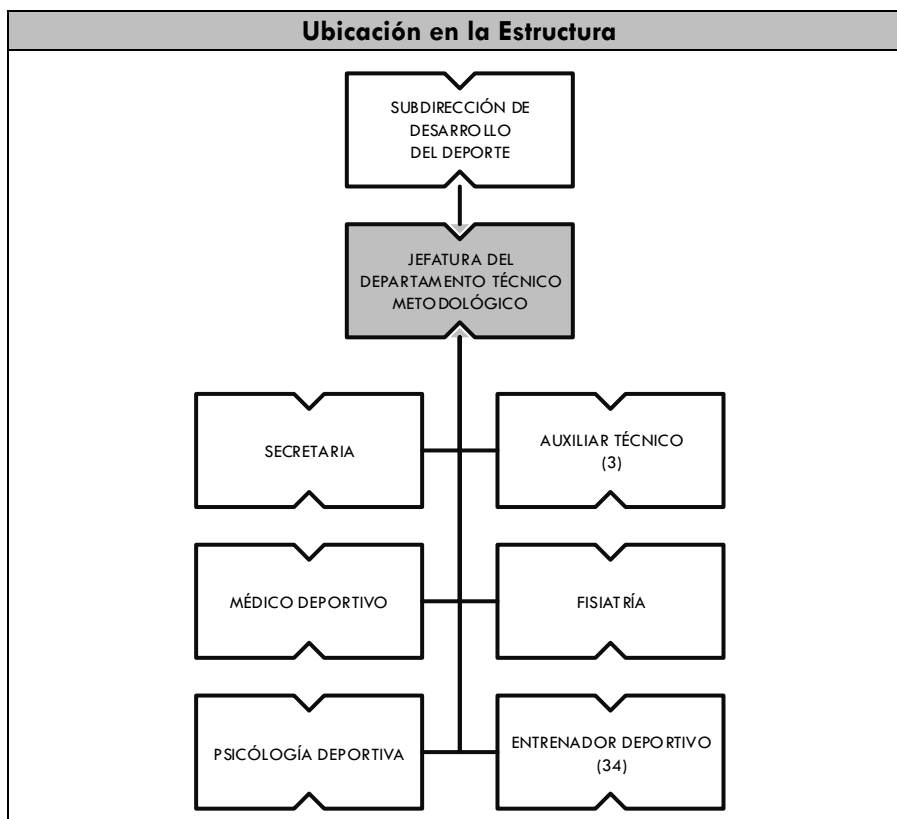 Ubicación en la Estructura
SUBDIRECCIÓN DE
DESARROLLO
DEL DEPORTE
JEFATURA DEL
DEPARTAMENTO TÉCNICO
METODOLÓGICO
SECRETARIA
AUXILIAR TÉCNICO
(3)
MÉDICO DEPORTIVO
FISIATRÍA
PSICÓLOGÍA DEPORTIVA
ENTRENADOR DEPORTIVO
(34)